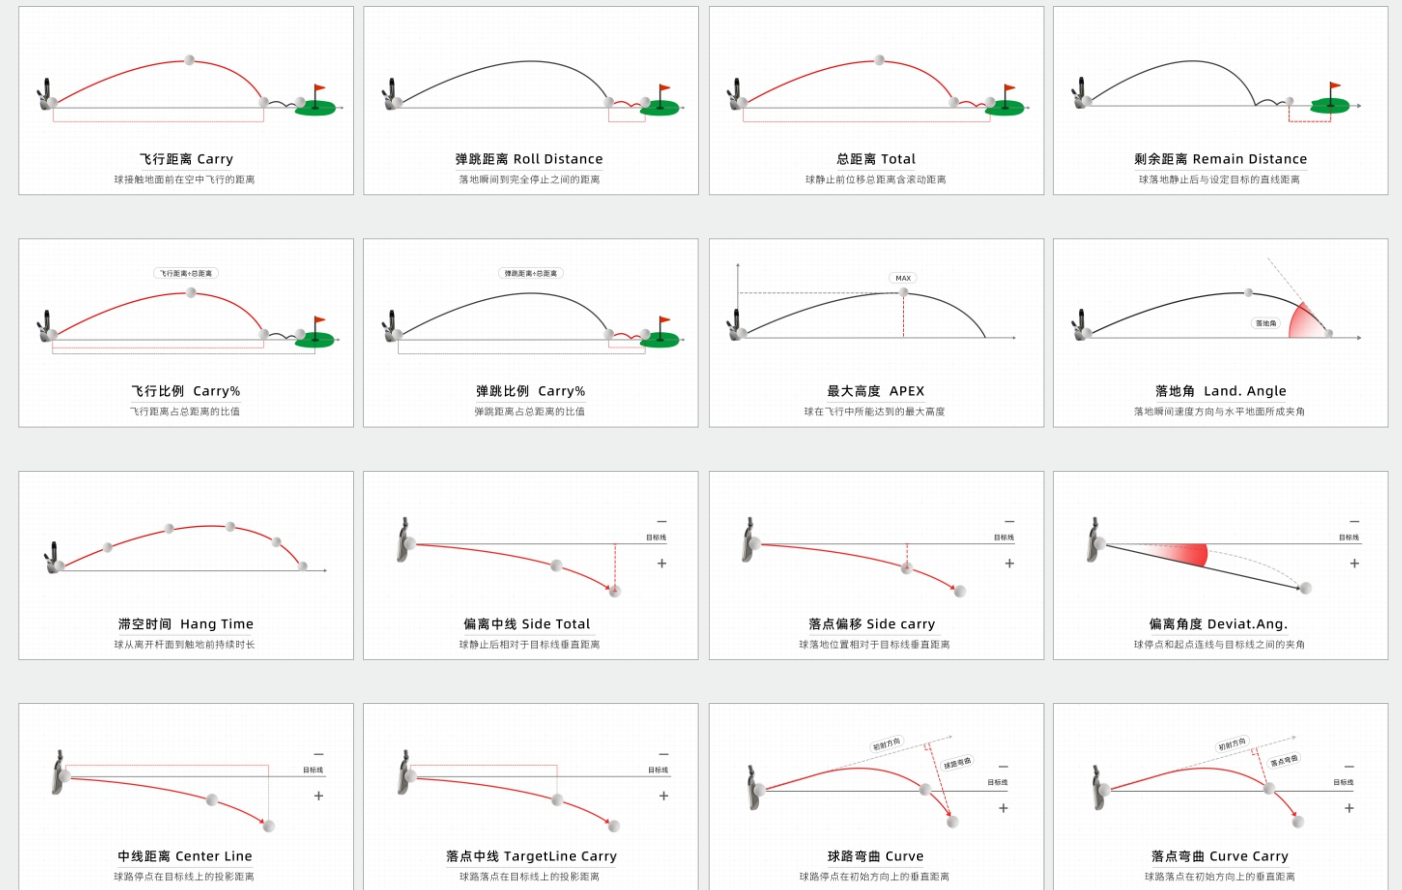 飞行距离 Carry
球接触地面前在空中飞行的距离
弹跳距离 Roll Distance
落地瞬间到完全停止之间的距离
总距离 Total
球静止前位移总距离含滚动距离
剩余距离 Remain Distance
球落地静止后与设定目标的直线距离
飞行距离÷总距离
飞行比例 Carry%
飞行距离占总距离的比值
弹跳距离÷总距离
弹跳比例 Carry%
弹跳距离占总距离的比值
MAX
最大高度 APEX
球在飞行中所能达到的最大高度
落地角
落地角 Land. Angle
落地瞬间速度方向与水平地面所成夹角
滞空时间 Hang Time
球从离开杆面到触地前持续时长
—
目标线
+
偏离中线 Side Total
球静止后相对于目标线垂直距离
—
目标线
+
落点偏移 Side carry
球落地位置相对于目标线垂直距离
—
目标线
+
偏离角度 Deviat.Ang.
球停点和起点连线与目标线之间的夹角
—
目标线
+
中线距离 Center Line
球路停点在目标线上的投影距离
—
目标线
+
落点中线 TargetLine Carry
球路落点在目标线上的投影距离
初射方向
球路弯曲
—
目标线
+
球路弯曲 Curve
球路停点在初始方向上的垂直距离
初射方向
落点弯曲
—
目标线
+
落点弯曲 Curve Carry
球路落点在初始方向上的垂直距离